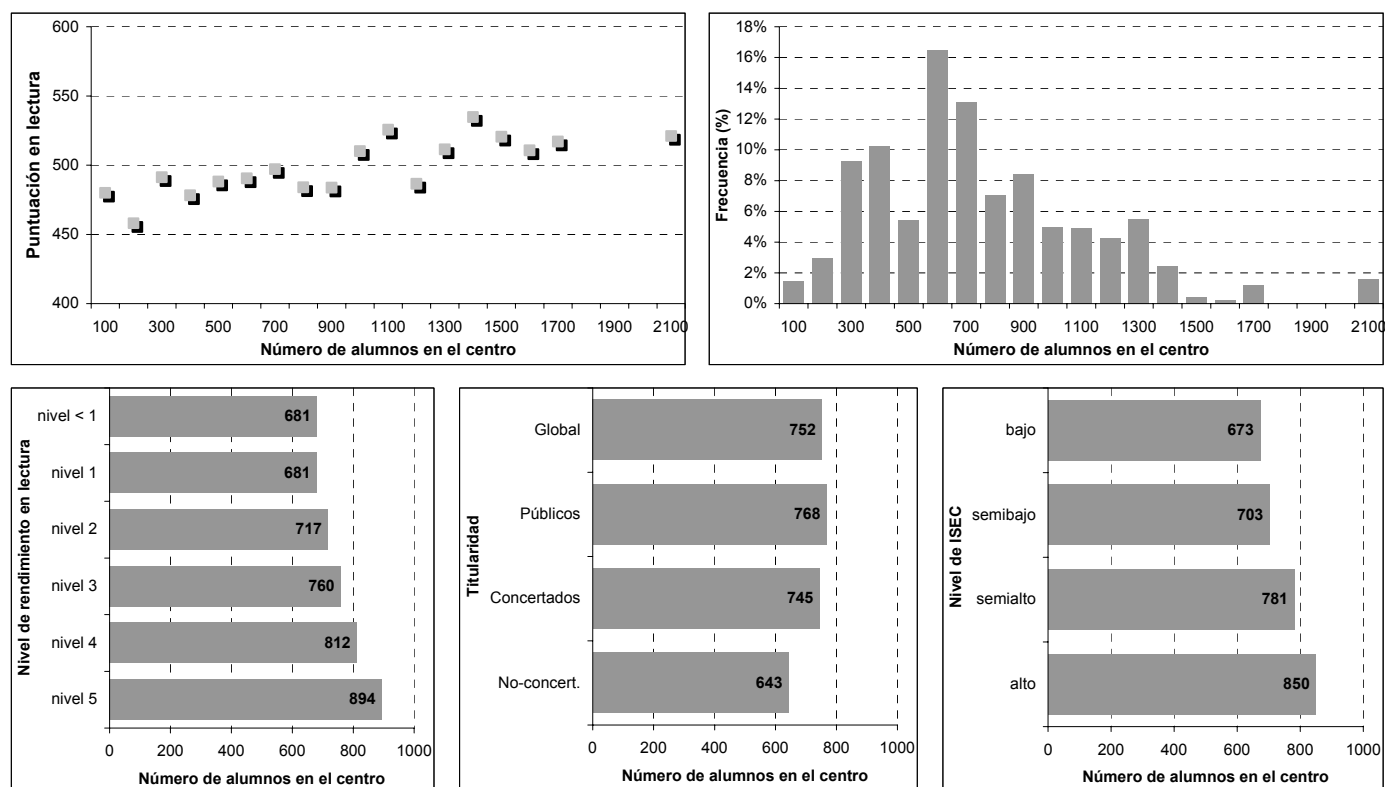 600
550
500
450
400
Puntuación en lectura
100 300 500 700 900 1100 1300 1500 1700 1900 2100
Número de alumnos en el centro
18%
16%
14%
12%
10%
8%
6%
4%
2%
0%
Frecuencia (%)
100 300 500 700 900 1100 1300 1500 1700 1900 2100
Número de alumnos en el centro
Nivel de rendimiento en lectura
nivel < 1 681
nivel 1 681
nivel 2 717
nivel 3 760
nivel 4 812
nivel 5 894
0 200 400 600 800 1000
Número de alumnos en el centro
Titularidad
Global 752
Públicos 768
Concertados 745
No-concert. 643
0 200 400 600 800 1000
Número de alumnos en el centro
Nivel de ISEC
bajo 673
semibajo 703
semialto 781
alto 850
0 200 400 600 800 1000
Número de alumnos en el centro